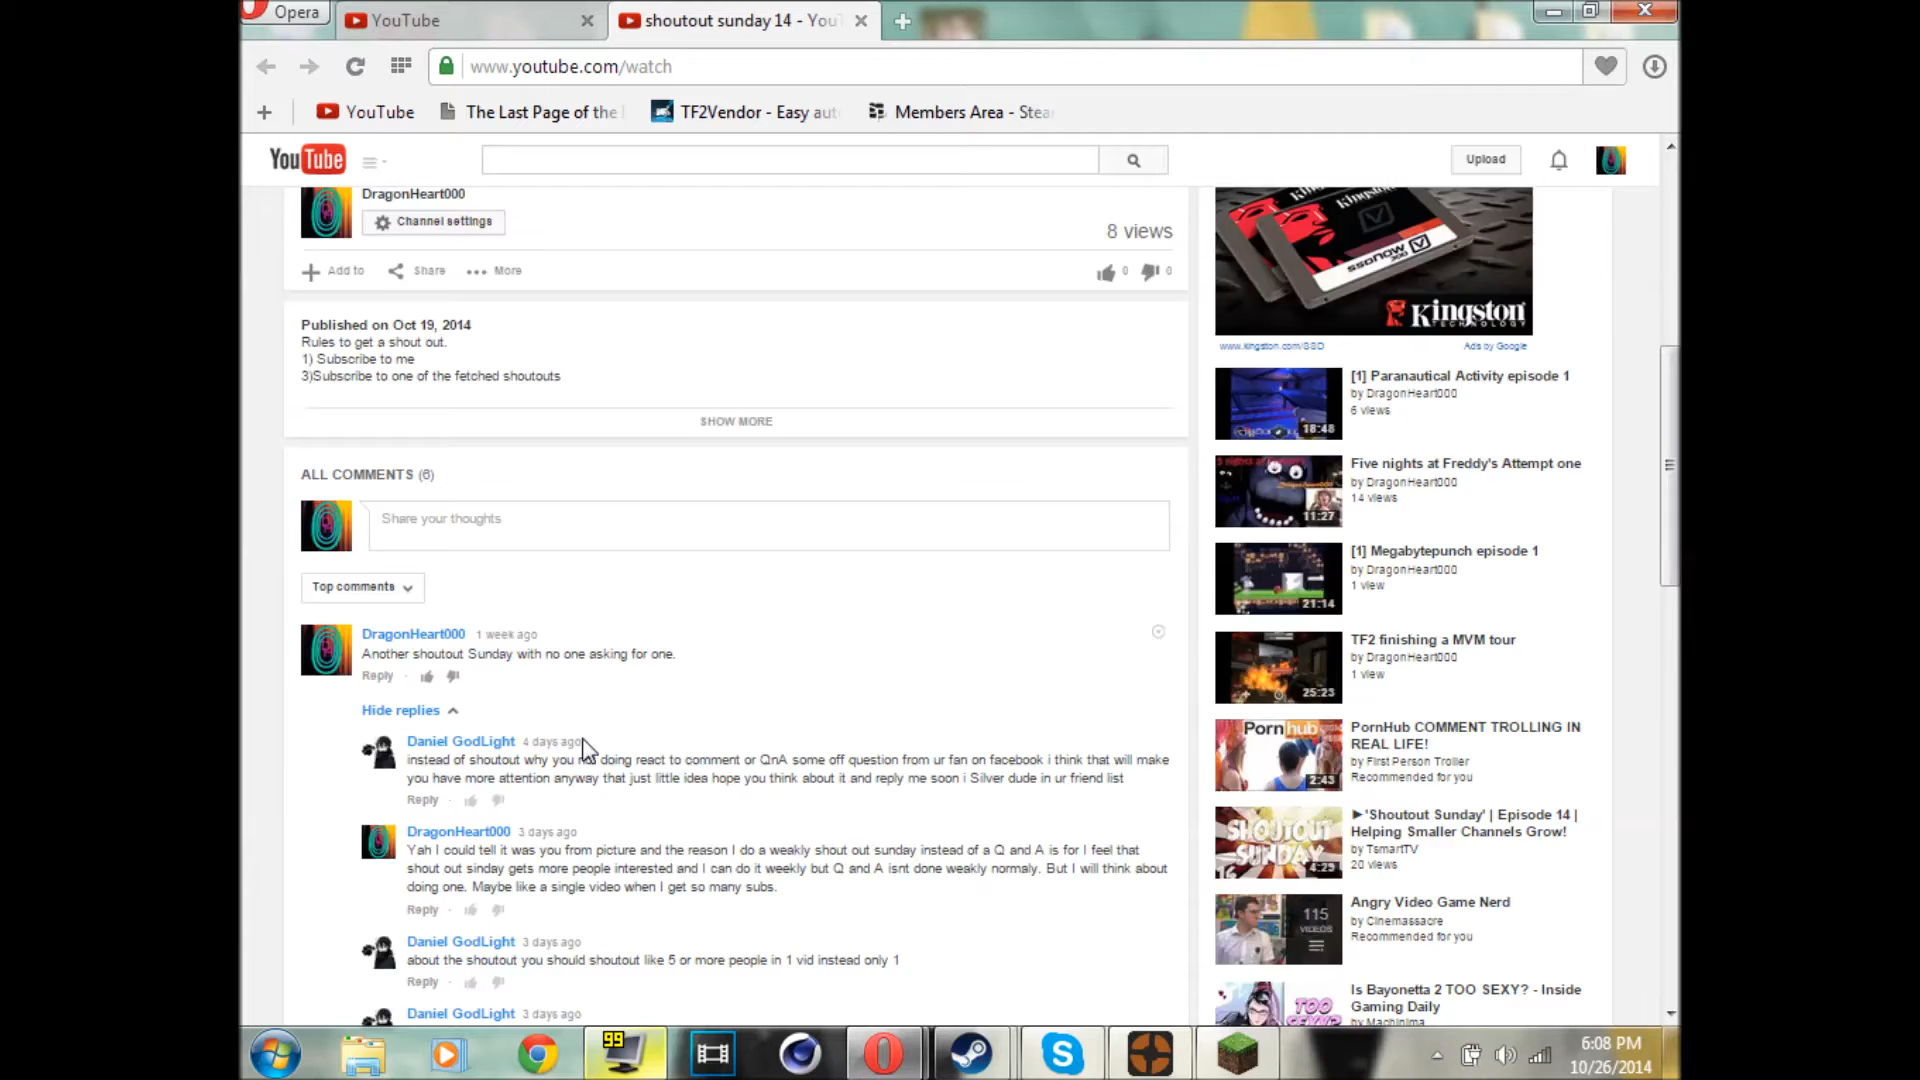 Opera
YouTube
shoutout sunday 14 - You
www.youtube.com/watch
YouTube
The Last Page of the
TF2Vendor - Easy aut
Members Area - Stea
YouTube
Upload
DragonHeart000
Channel settings
8 views
Add to
Share
More
0
0
Published on Oct 19, 2014
Rules to get a shout out.
1) Subscribe to me
3)Subscribe to one of the fetched shoutouts
SHOW MORE
ALL COMMENTS (6)
Share your thoughts
Top comments
DragonHeart000 1 week ago
Another shoutout Sunday with no one asking for one.
Reply
Hide replies
Daniel GodLight 4 days ago
instead of shoutout why you doing react to comment or QnA some off question from ur fan on facebook i think that will make
you have more attention anyway that just little idea hope you think about it and reply me soon i Silver dude in ur friend list
Reply
DragonHeart000 3 days ago
Yah I could tell it was you from picture and the reason I do a weekly shout out sunday instead of a Q and A is for I feel that
shout out sinday gets more people interested and I can do it weekly but Q and A isnt done weekly normaly. But I will think about
doing one. Maybe like a single video when I get so many subs.
Reply
Daniel GodLight 3 days ago
about the shoutout you should shoutout like 5 or more people in 1 vid instead only 1
Reply
Daniel GodLight 3 days ago
Kingston
SSDNOW V
300
Kingston
TECHNOLOGY
www.kingston.com/SSD
Ads by Google
18:48
[1] Paranautical Activity episode 1
by DragonHeart000
6 views
11:27
Five nights at Freddy's Attempt one
by DragonHeart000
14 views
21:14
[1] Megabytepunch episode 1
by DragonHeart000
1 view
25:23
TF2 finishing a MVM tour
by DragonHeart000
1 view
Porn hub
2:43
PornHub COMMENT TROLLING IN
REAL LIFE!
by First Person Troller
Recommended for you
SHOUTOUT
SUNDAY
4:29
►'Shoutout Sunday' | Episode 14 |
Helping Smaller Channels Grow!
by TsmartTV
20 views
115
VIDEOS
Angry Video Game Nerd
by Cinemassacre
Recommended for you
TOO
Is Bayonetta 2 TOO SEXY? - Inside
Gaming Daily
by Machinima
99
6:08 PM
10/26/2014